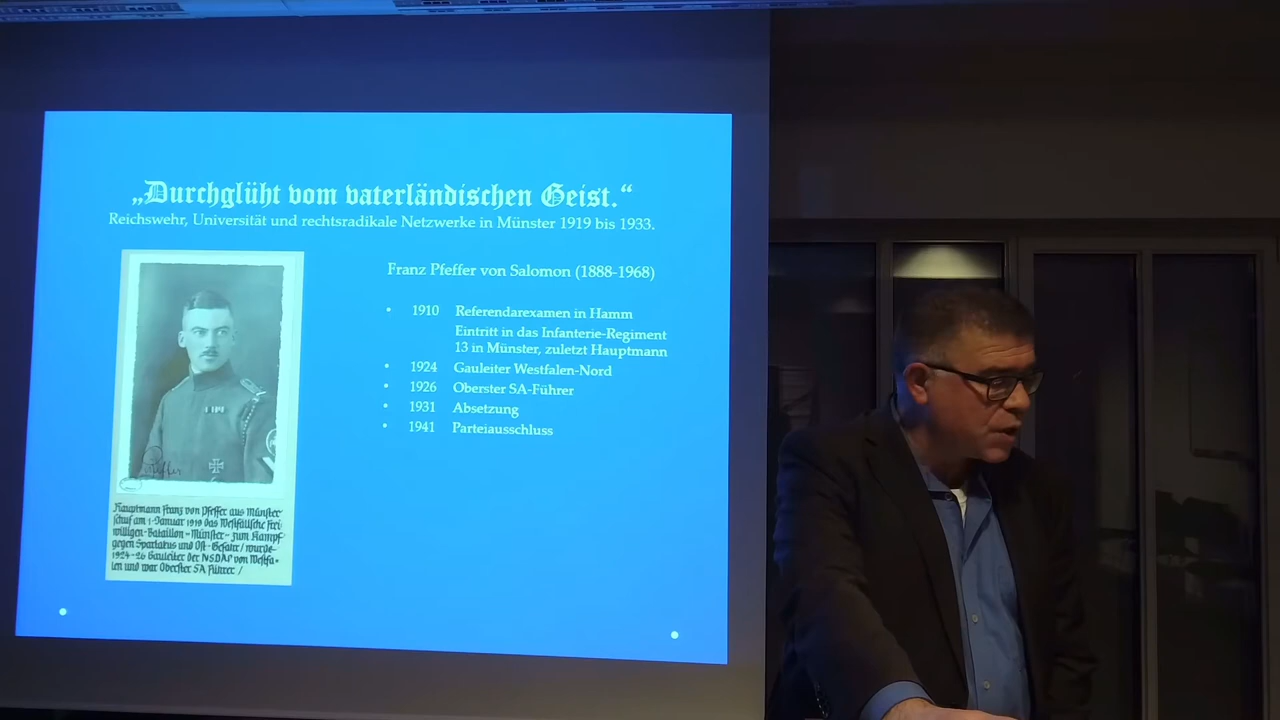 „Durchglüht vom vaterländischen Geist.“
Reichswehr, Universität und rechtsradikale Netzwerke in Münster 1919 bis 1933.
Franz Pfeffer von Salomon (1888-1968)
• 1910 Referendarexamen in Hamm
Eintritt in das Infanterie-Regiment
13 in Münster, zuletzt Hauptmann
• 1924 Gauleiter Westfalen-Nord
• 1926 Oberster SA-Führer
• 1931 Absetzung
• 1941 Parteiausschluss
Pfeffer
Hauptmann Franz von Pfeffer aus Münster
schuf am 1. Januar 1919 das Westfälische Frei
willigen-Bataillon-Münster- zum Kampf
gegen Spartakus und Ost-Gefahr / wurde
1924-26 Gauleiter der NSDAP von Westfa-
len und war Oberster SA Führer /